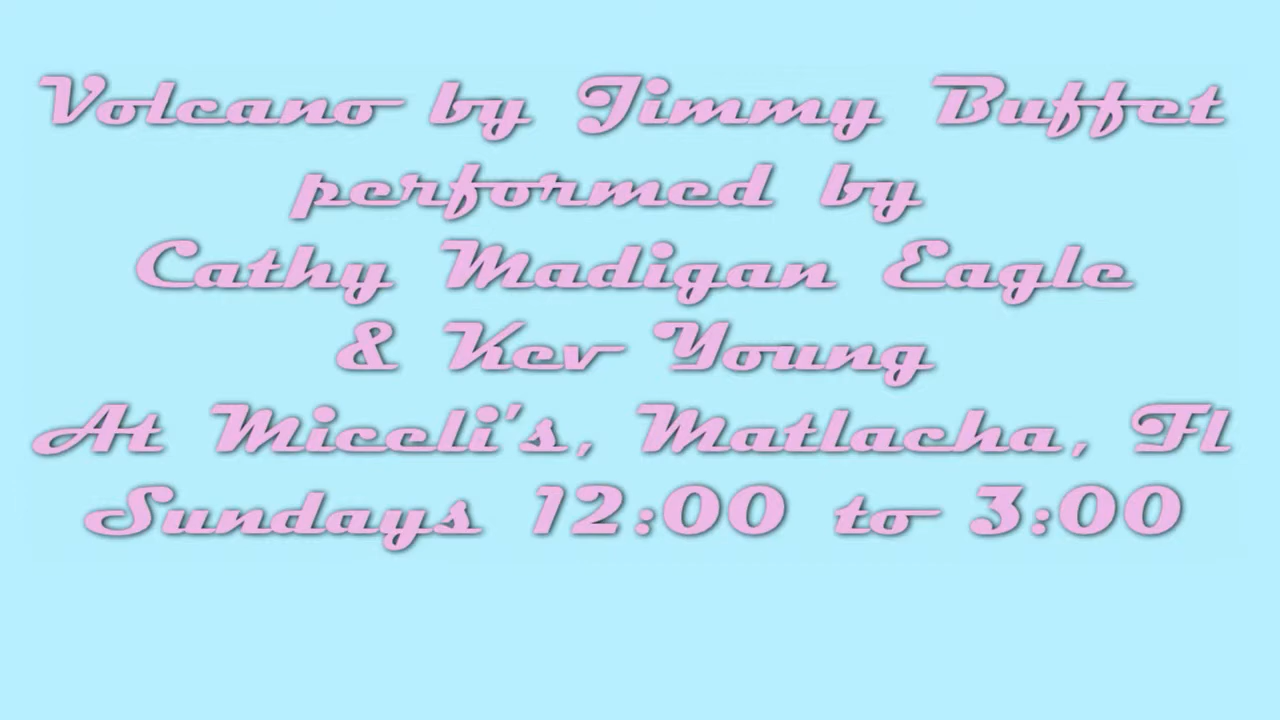 Volcano by Jimmy Buffet
performed by
Cathy Madigan Eagle
& Kev Young
At Miceli's, Matlacha, Fl
Sundays 12:00 to 3:00